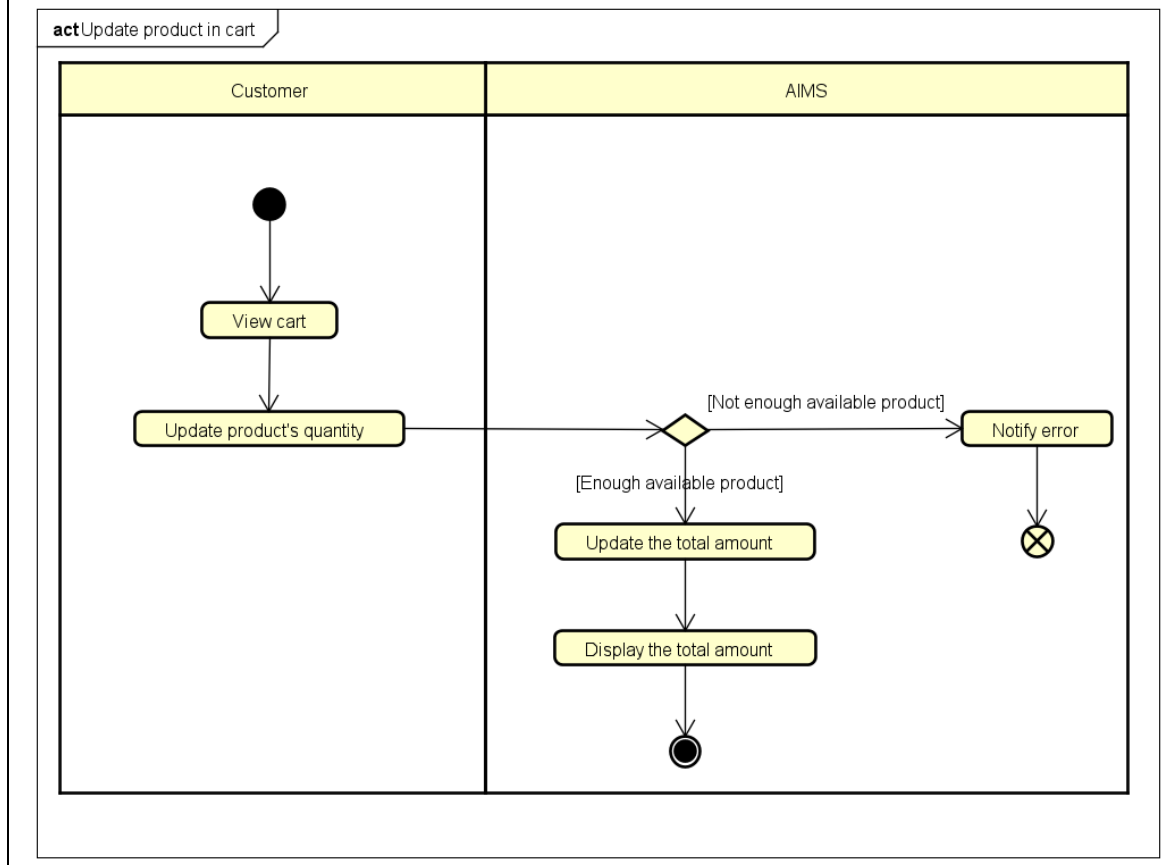 act Update product in cart
Customer
AIMS
View cart
Update product's quantity
[Not enough available product]
Notify error
[Enough available product]
Update the total amount
Display the total amount